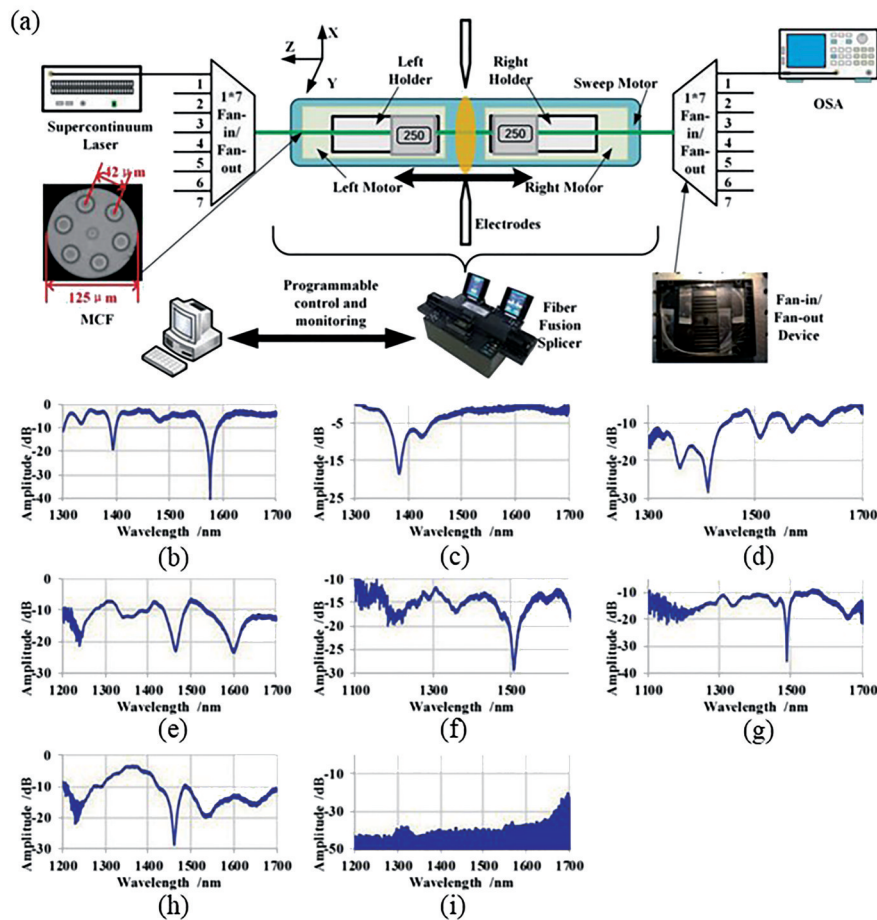 (a)
X
Z
Y
Left
Holder
Right
Holder
Sweep Motor
1
2
3
4
5
6
7
1*7
Fan-
in/
Fan-
out
250
250
1*7
Fan-
in/
Fan-
out
1
2
3
4
5
6
7
OSA
Supercontinuum
Laser
Left Motor
Right Motor
Electrodes
42μm
125μm
MCF
Programmable
control and
monitoring
Fiber
Fusion
Splicer
Fan-in/
Fan-out
Device
Amplitude /dB
0
-10
-20
-30
-40
1300 1400 1500 1600 1700
Wavelength /nm
(b)
Amplitude /dB
-5
-15
-25
1300 1400 1500 1600 1700
Wavelength /nm
(c)
Amplitude /dB
-10
-20
-30
1300 1400 1500 1600 1700
Wavelength /nm
(d)
Amplitude /dB
0
-10
-20
-30
1200 1300 1400 1500 1600 1700
Wavelength /nm
(e)
Amplitude /dB
-10
-15
-20
-25
-30
1100 1300 1500
Wavelength /nm
(f)
Amplitude /dB
-10
-20
-30
-40
1100 1300 1500 1700
Wavelength /nm
(g)
Amplitude /dB
0
-10
-20
-30
1200 1300 1400 1500 1600 1700
Wavelength /nm
(h)
Amplitude /dB
-10
-30
-50
1200 1300 1400 1500 1600 1700
Wavelength /nm
(i)